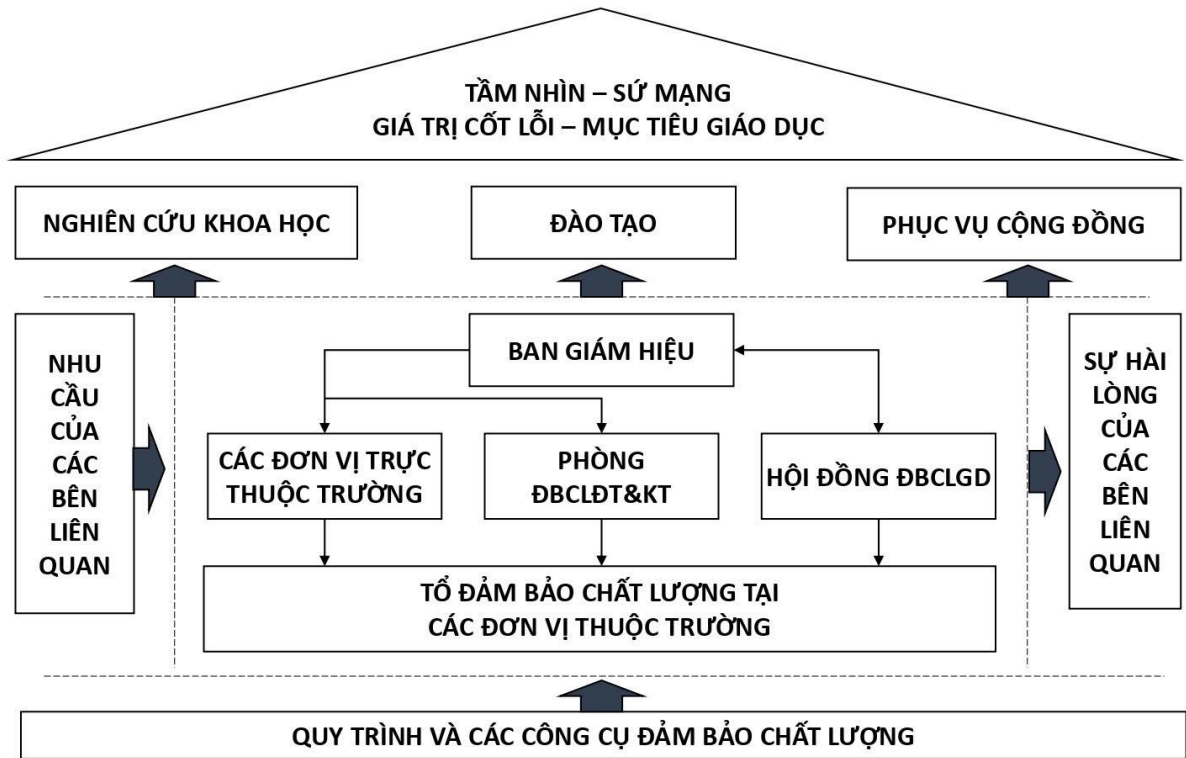 TẦM NHÌN – SỨ MẠNG
GIÁ TRỊ CỐT LỖI – MỤC TIÊU GIÁO DỤC
NGHIÊN CỨU KHOA HỌC
ĐÀO TẠO
PHỤC VỤ CỘNG ĐỒNG
NHU
CẦU
CỦA
CÁC
BÊN
LIÊN
QUAN
BAN GIÁM HIỆU
CÁC ĐƠN VỊ TRỰC
THUỘC TRƯỜNG
PHÒNG
ĐBCLĐT&KT
HỘI ĐỒNG ĐBCLGD
TỔ ĐẢM BẢO CHẤT LƯỢNG TẠI
CÁC ĐƠN VỊ THUỘC TRƯỜNG
SỰ HÀI
LÒNG
CỦA
CÁC
BÊN
LIÊN
QUAN
QUY TRÌNH VÀ CÁC CÔNG CỤ ĐẢM BẢO CHẤT LƯỢNG